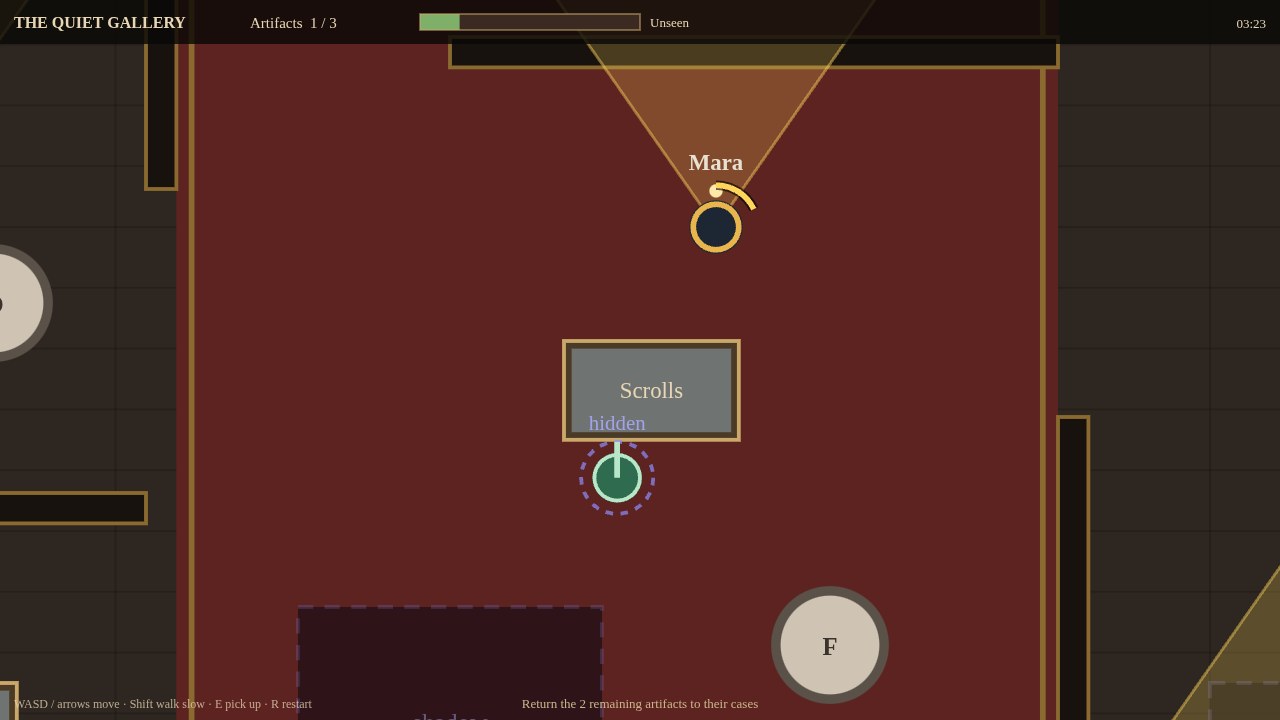 THE QUIET GALLERY
Artifacts 1 / 3
Unseen
03:23
Mara
Scrolls
hidden
F
WASD / arrows move · Shift walk slow · E pick up · R restart
Return the 2 remaining artifacts to their cases